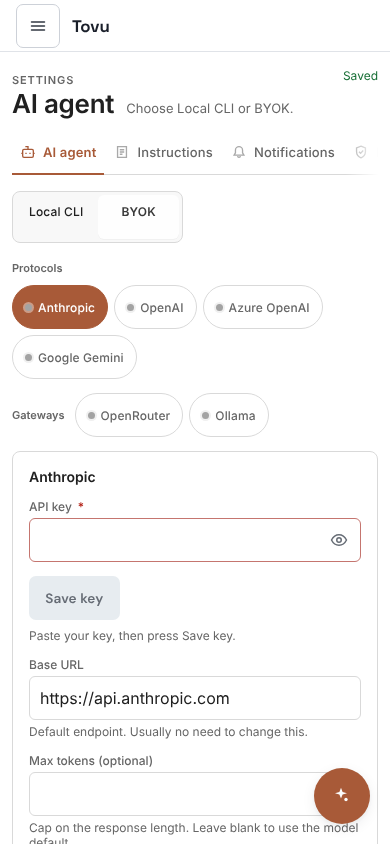 Tovu
SETTINGS
Saved
AI agent Choose Local CLI or BYOK.
AI agent Instructions Notifications
Local CLI BYOK
Protocols
Anthropic OpenAI Azure OpenAI
Google Gemini
Gateways OpenRouter Ollama
Anthropic
API key *
Save key
Paste your key, then press Save key.
Base URL
https://api.anthropic.com
Default endpoint. Usually no need to change this.
Max tokens (optional)
Cap on the response length. Leave blank to use the model
default.